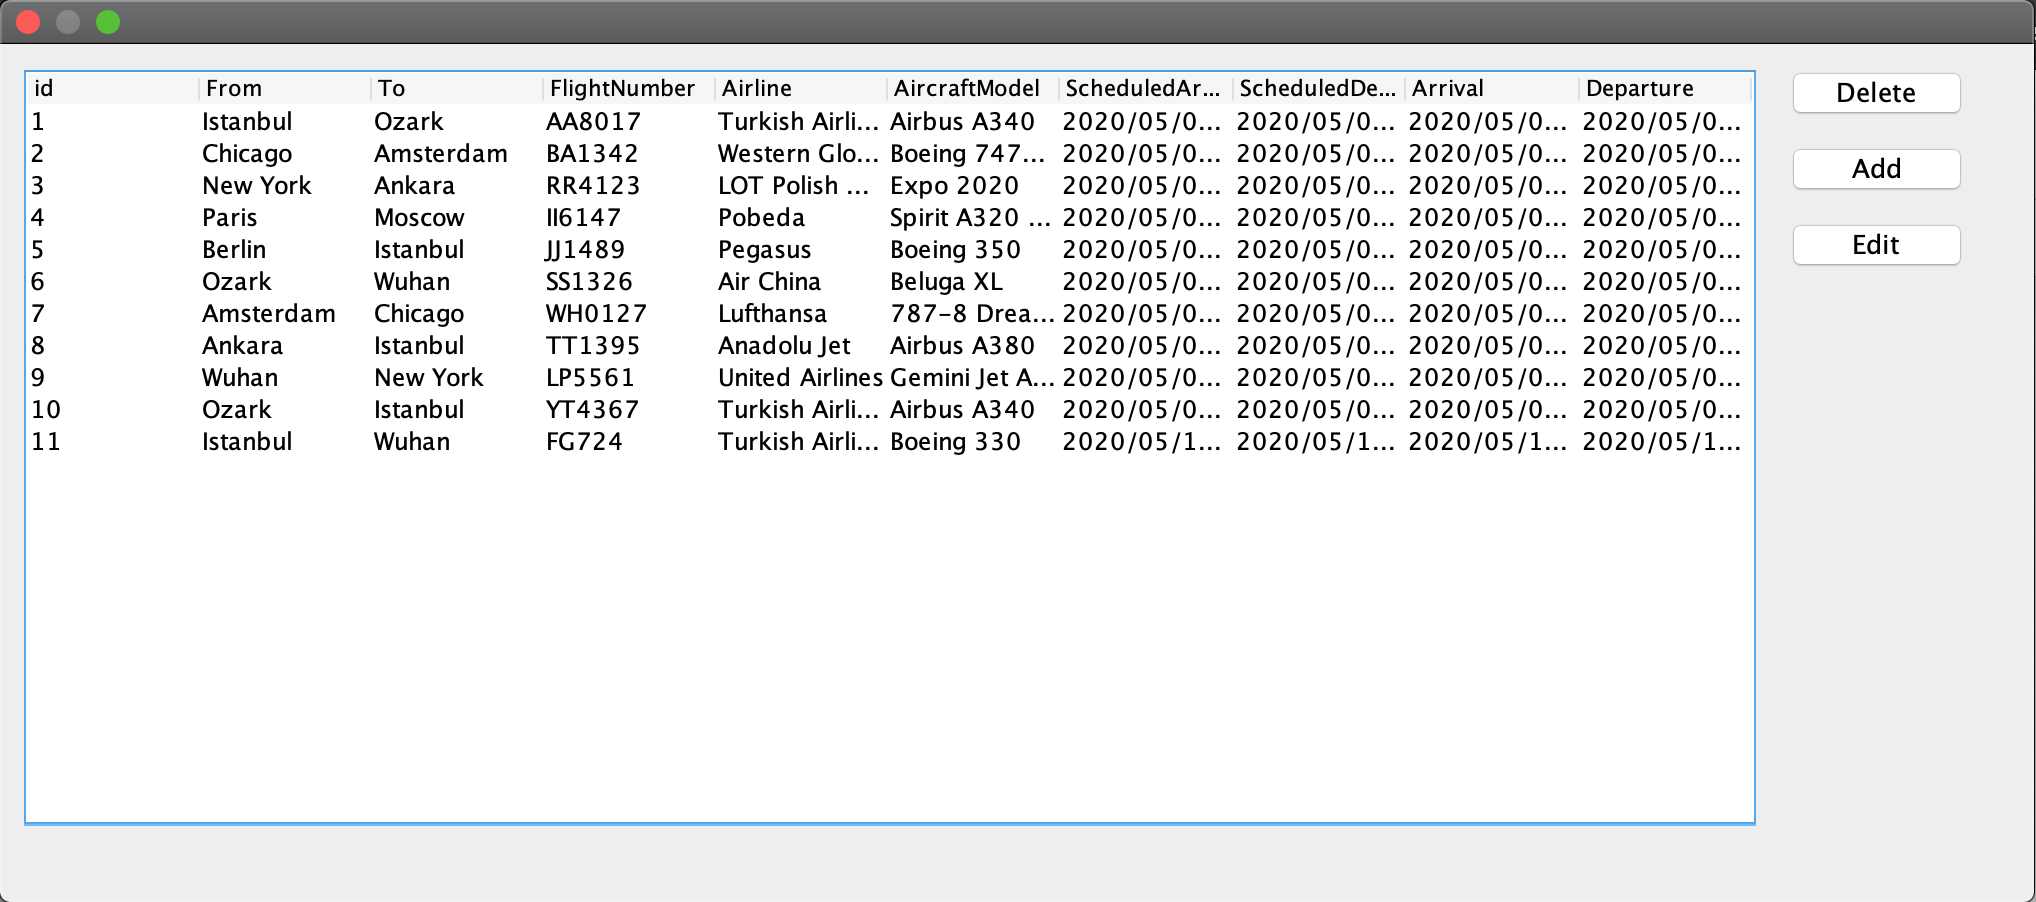 id From To FlightNumber Airline AircraftModel ScheduledAr... ScheduledDe... Arrival Departure
1 Istanbul Ozark AA8017 Turkish Airli... Airbus A340 2020/05/0... 2020/05/0... 2020/05/0... 2020/05/0...
2 Chicago Amsterdam BA1342 Western Glo... Boeing 747... 2020/05/0... 2020/05/0... 2020/05/0... 2020/05/0...
3 New York Ankara RR4123 LOT Polish ... Expo 2020 2020/05/0... 2020/05/0... 2020/05/0... 2020/05/0...
4 Paris Moscow II6147 Pobeda Spirit A320 ... 2020/05/0... 2020/05/0... 2020/05/0... 2020/05/0...
5 Berlin Istanbul JJ1489 Pegasus Boeing 350 2020/05/0... 2020/05/0... 2020/05/0... 2020/05/0...
6 Ozark Wuhan SS1326 Air China Beluga XL 2020/05/0... 2020/05/0... 2020/05/0... 2020/05/0...
7 Amsterdam Chicago WH0127 Lufthansa 787-8 Drea... 2020/05/0... 2020/05/0... 2020/05/0... 2020/05/0...
8 Ankara Istanbul TT1395 Anadolu Jet Airbus A380 2020/05/0... 2020/05/0... 2020/05/0... 2020/05/0...
9 Wuhan New York LP5561 United Airlines Gemini Jet A... 2020/05/0... 2020/05/0... 2020/05/0... 2020/05/0...
10 Ozark Istanbul YT4367 Turkish Airli... Airbus A340 2020/05/0... 2020/05/0... 2020/05/0... 2020/05/0...
11 Istanbul Wuhan FG724 Turkish Airli... Boeing 330 2020/05/1... 2020/05/1... 2020/05/1... 2020/05/1...
Delete
Add
Edit